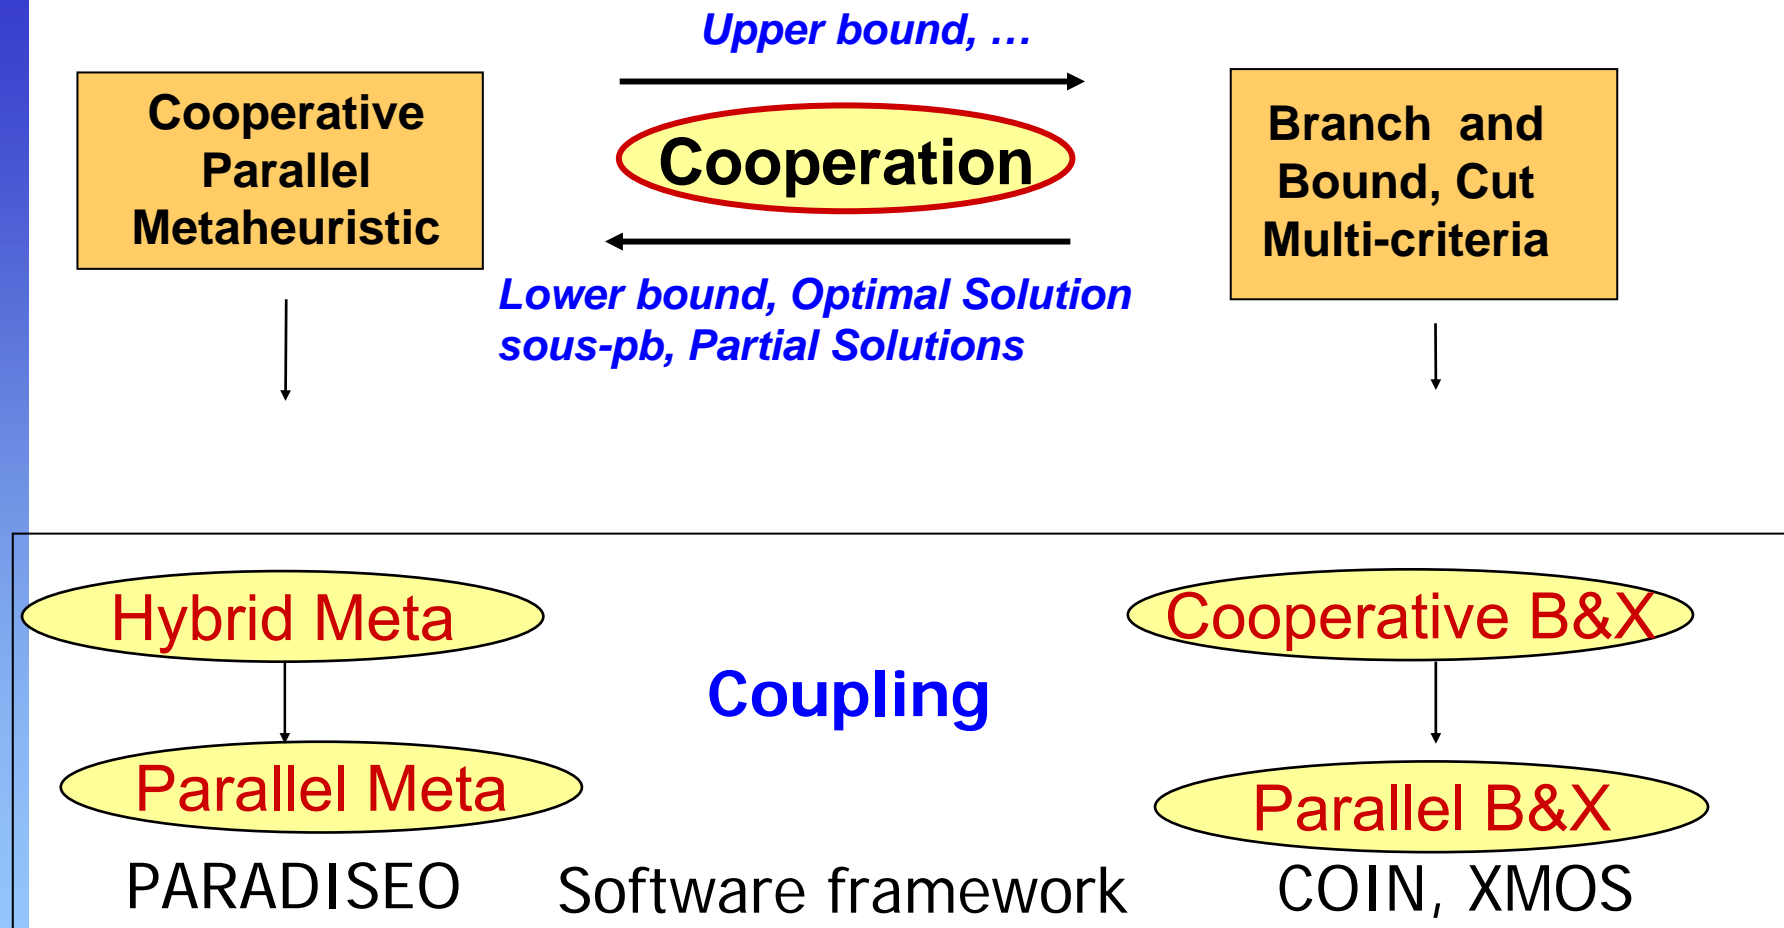 Upper bound, …
Cooperative
Parallel
Metaheuristic
Cooperation
Branch and
Bound, Cut
Multi-criteria
Lower bound, Optimal Solution
sous-pb, Partial Solutions
Hybrid Meta
Cooperative B&X
Coupling
Parallel Meta
Parallel B&X
PARADISEO
Software framework
COIN, XMOS